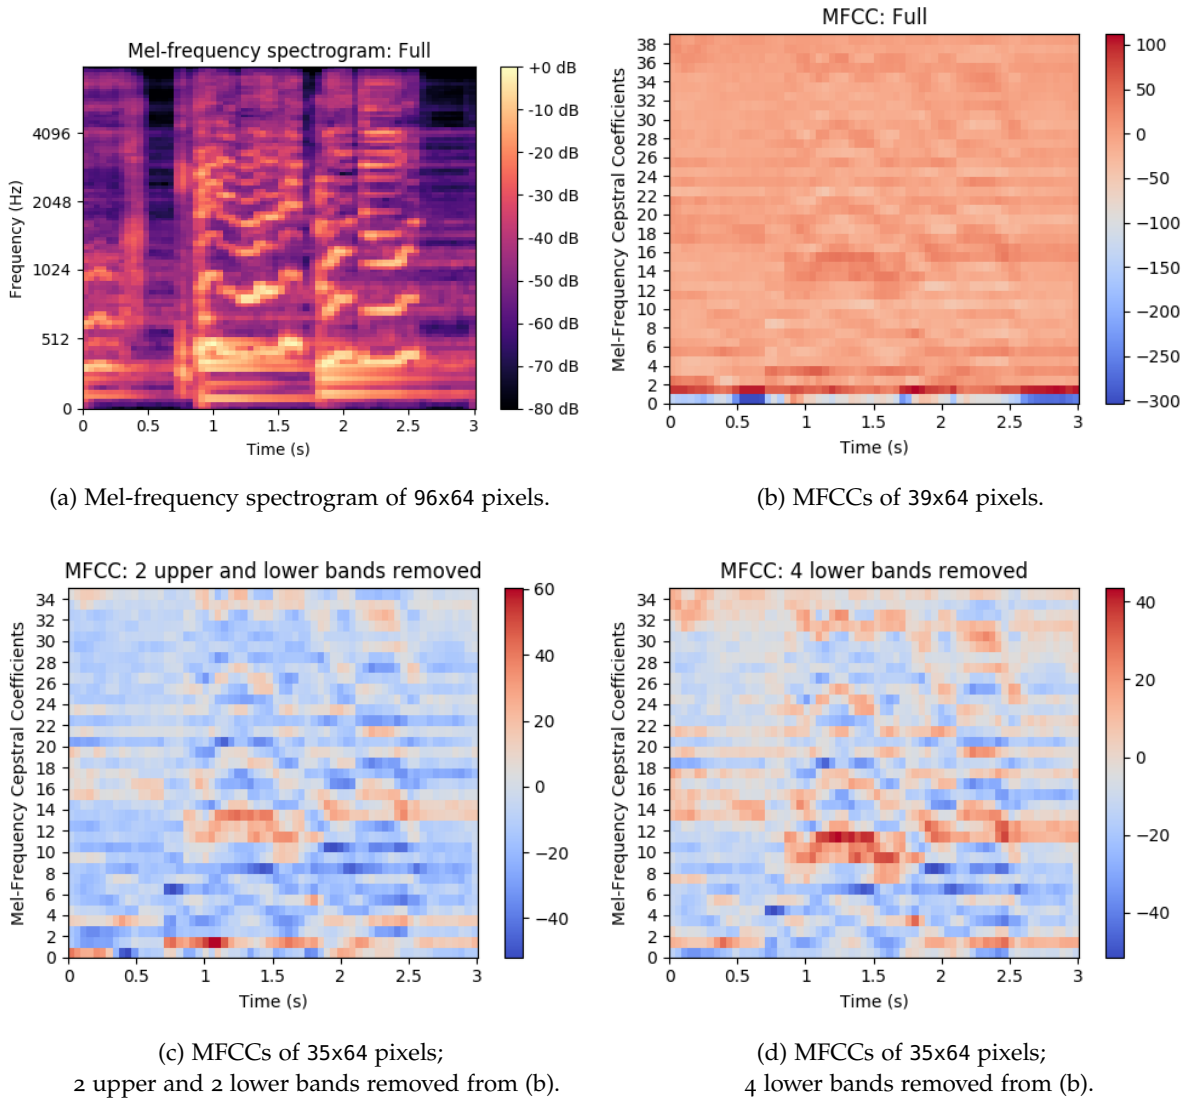 Mel-frequency spectrogram: Full
Frequency (Hz)
4096
2048
1024
512
0
0 0.5 1 1.5 2 2.5 3
Time (s)
+0 dB
-10 dB
-20 dB
-30 dB
-40 dB
-50 dB
-60 dB
-70 dB
-80 dB
(a) Mel-frequency spectrogram of 96x64 pixels.
MFCC: Full
Mel-Frequency Cepstral Coefficients
38
36
34
32
30
28
26
24
22
20
18
16
14
12
10
8
6
4
2
0
0 0.5 1 1.5 2 2.5 3
Time (s)
100
50
0
−50
−100
−150
−200
−250
−300
(b) MFCCs of 39x64 pixels.
MFCC: 2 upper and lower bands removed
Mel-Frequency Cepstral Coefficients
34
32
30
28
26
24
22
20
18
16
14
12
10
8
6
4
2
0
0 0.5 1 1.5 2 2.5 3
Time (s)
60
40
20
0
−20
−40
(c) MFCCs of 35x64 pixels;
2 upper and 2 lower bands removed from (b).
MFCC: 4 lower bands removed
Mel-Frequency Cepstral Coefficients
34
32
30
28
26
24
22
20
18
16
14
12
10
8
6
4
2
0
0 0.5 1 1.5 2 2.5 3
Time (s)
40
20
0
−20
−40
(d) MFCCs of 35x64 pixels;
4 lower bands removed from (b).